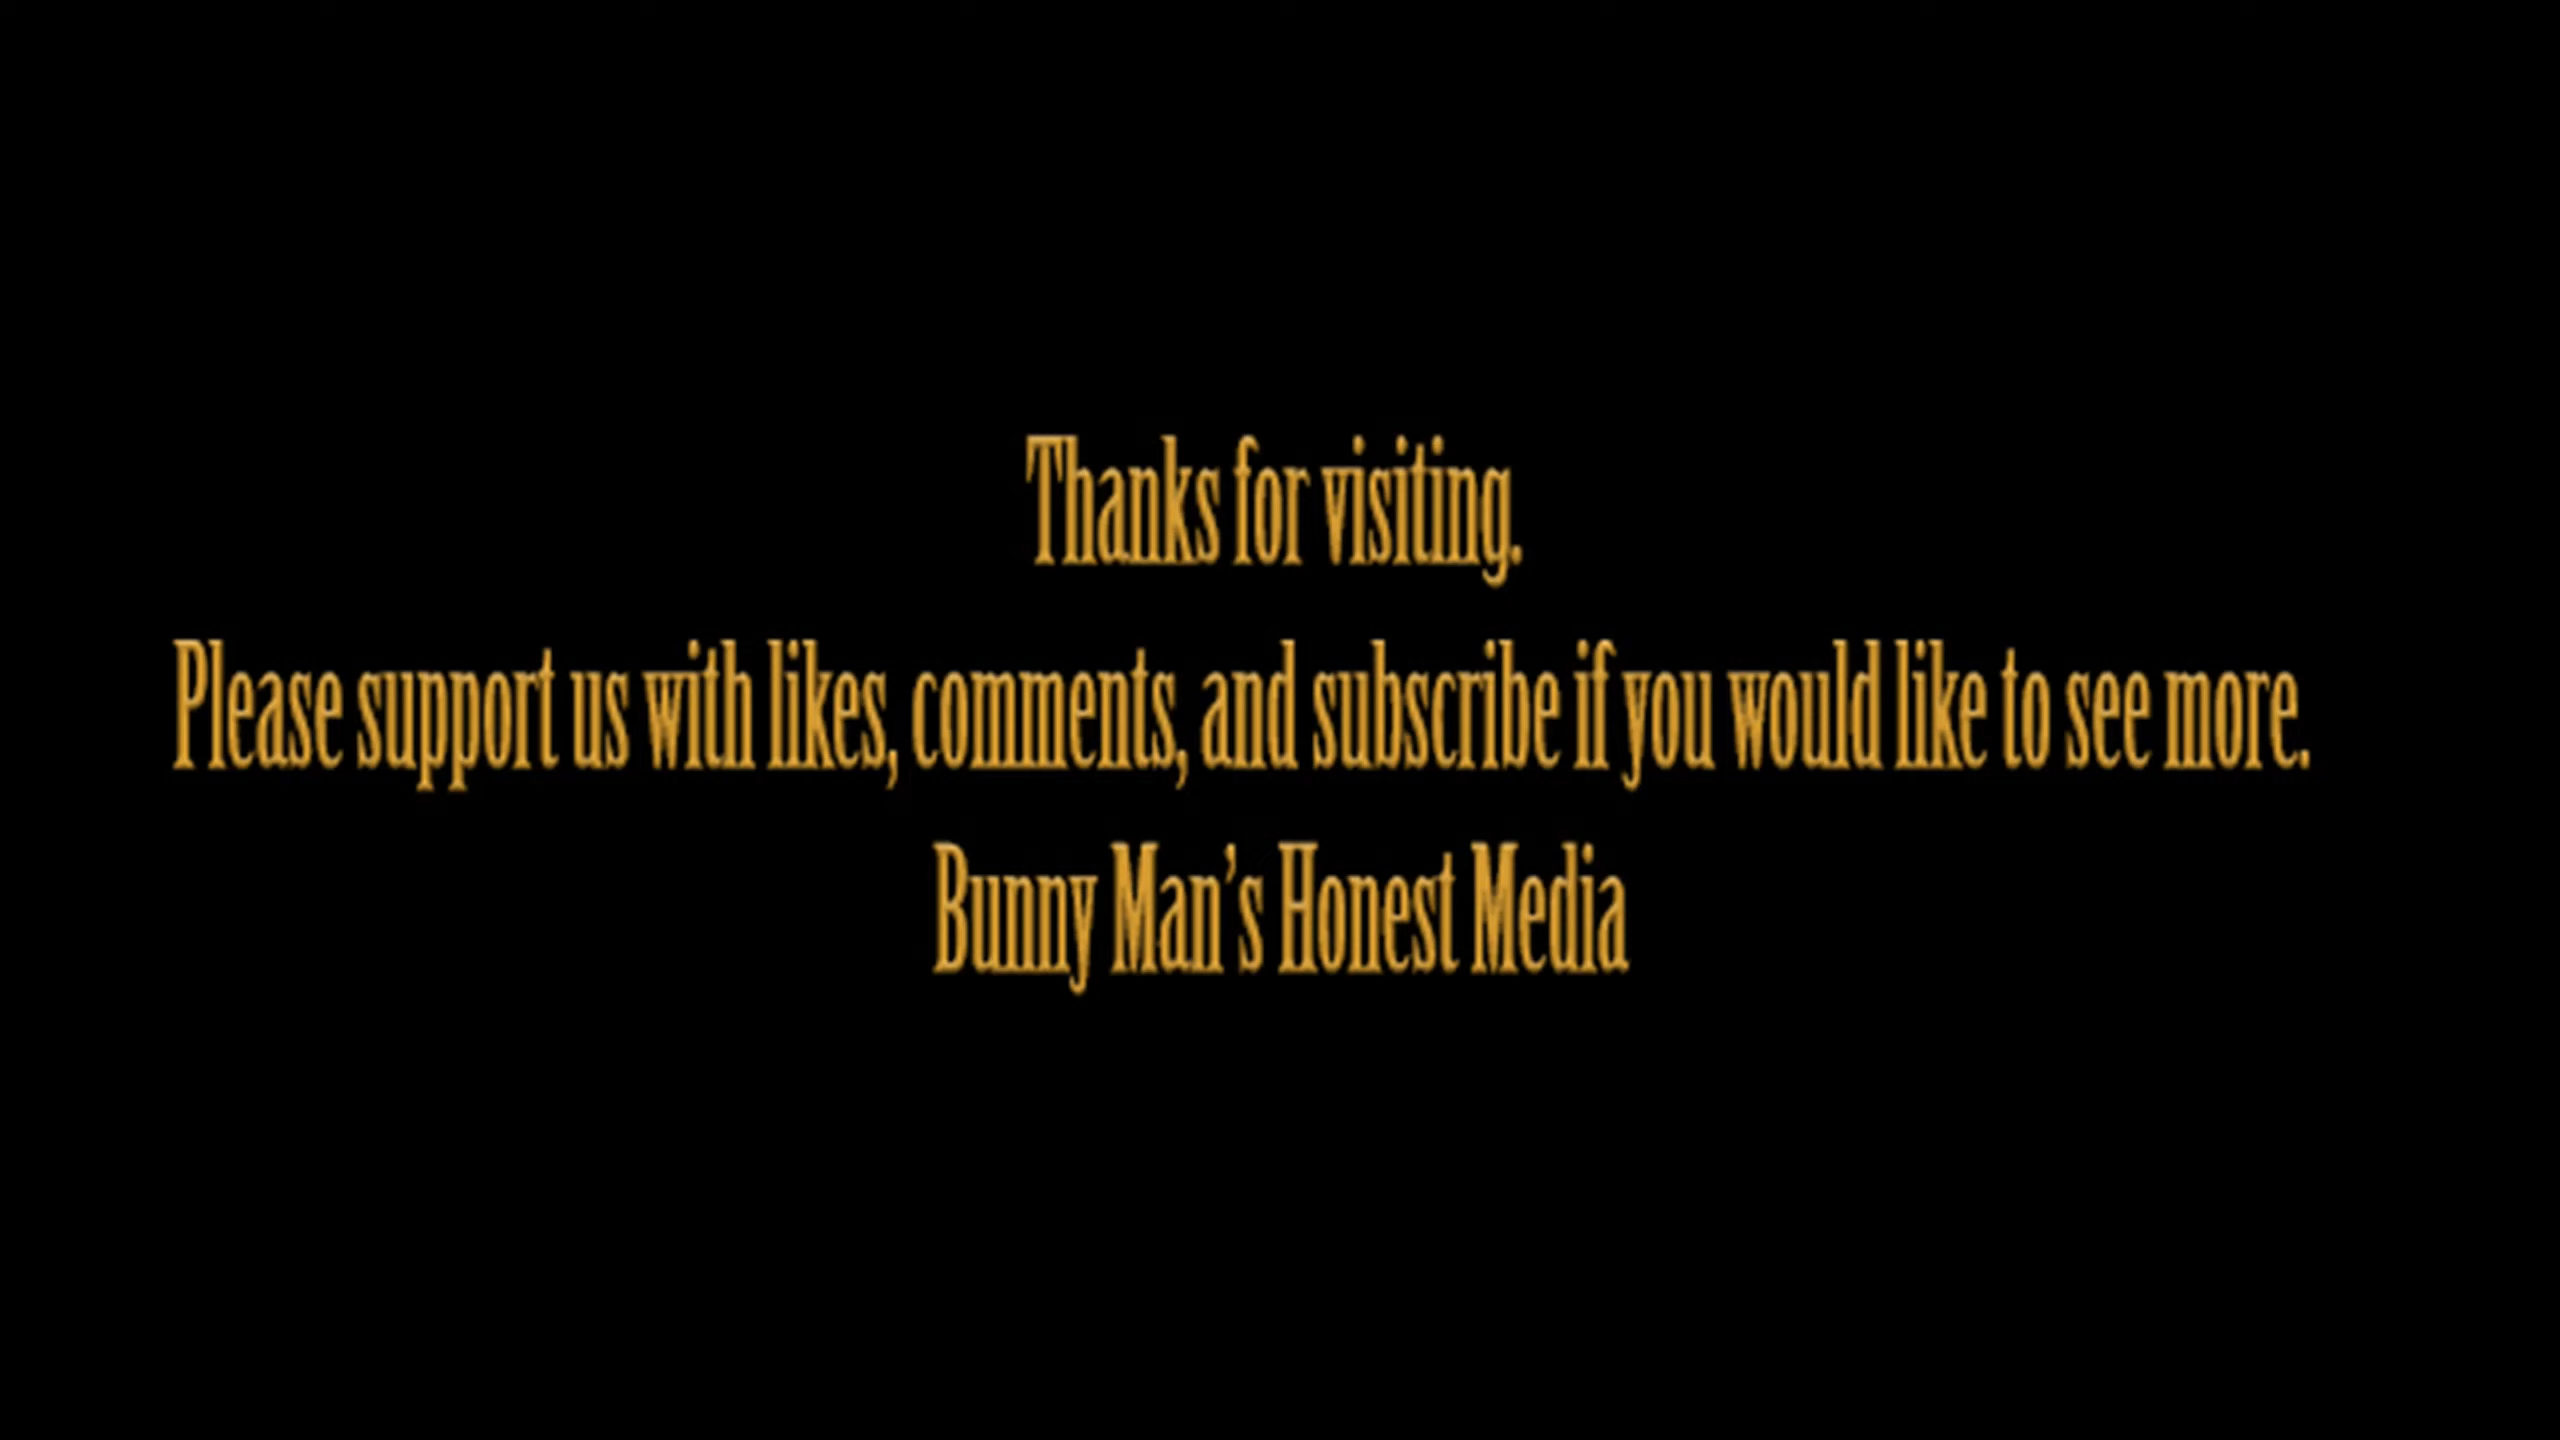 Thanks for visiting.
Please support us with likes, comments, and subscribe if you would like to see more.
Bunny Man’s Honest Media